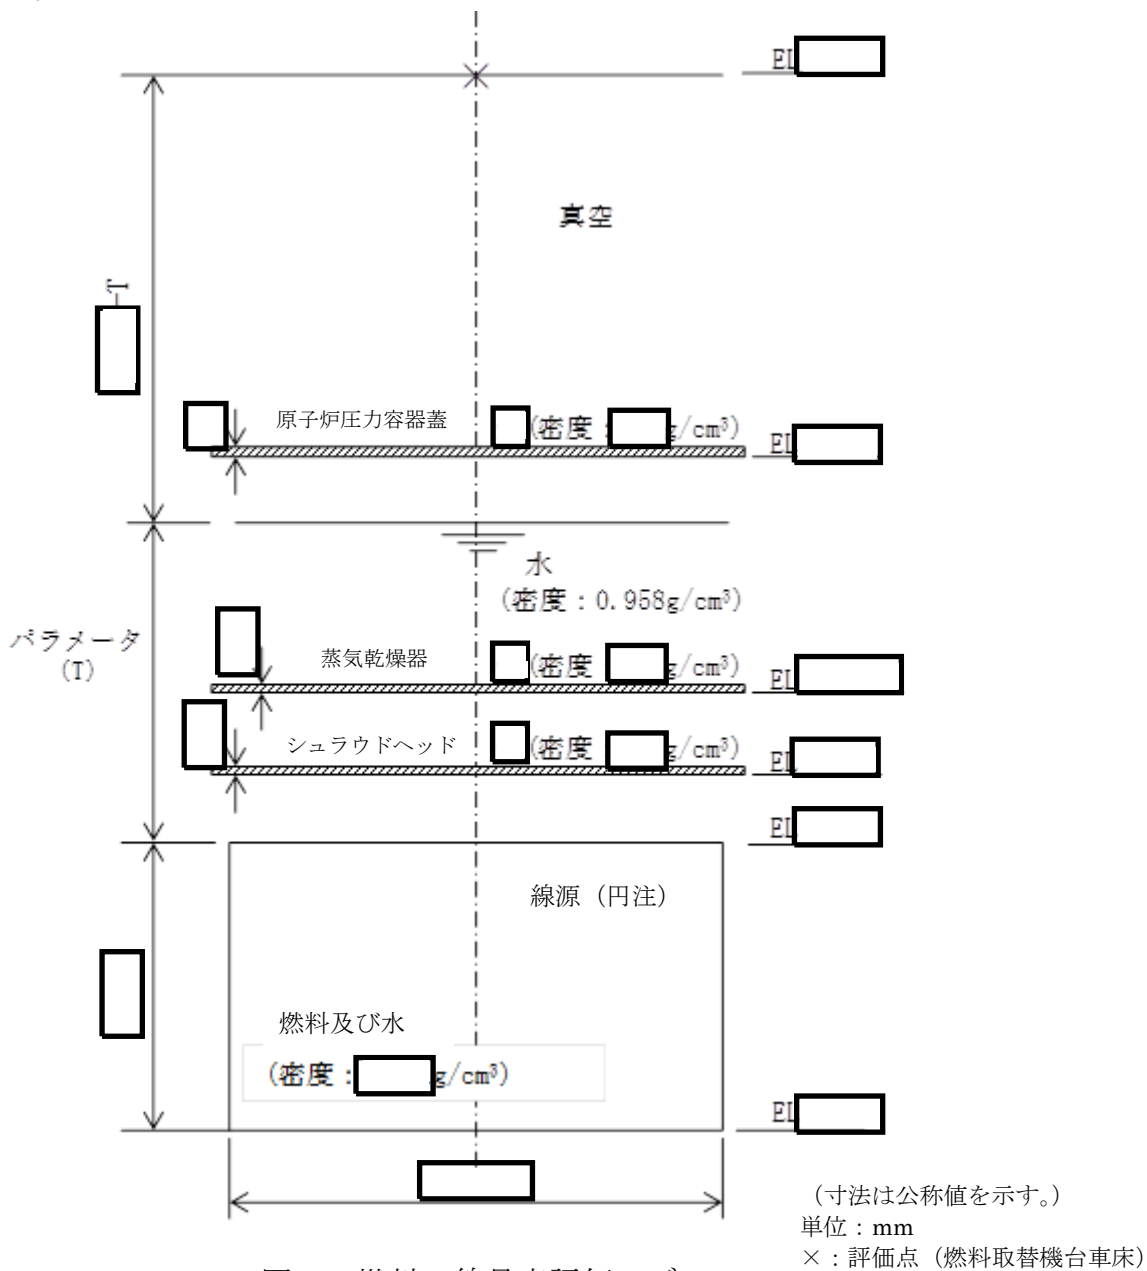 EL
真空
-T
原子炉圧力容器蓋
(密度：
g/cm³)
EL
水
(密度：0.958g/cm³)
パラメータ
(T)
蒸気乾燥器
(密度
g/cm³)
EL
シュラウドヘッド
(密度
g/cm³)
EL
EL
線源（円注）
燃料及び水
(密度：
g/cm³)
EL
（寸法は公称値を示す。）
単位：mm
×：評価点（燃料取替機台車床）